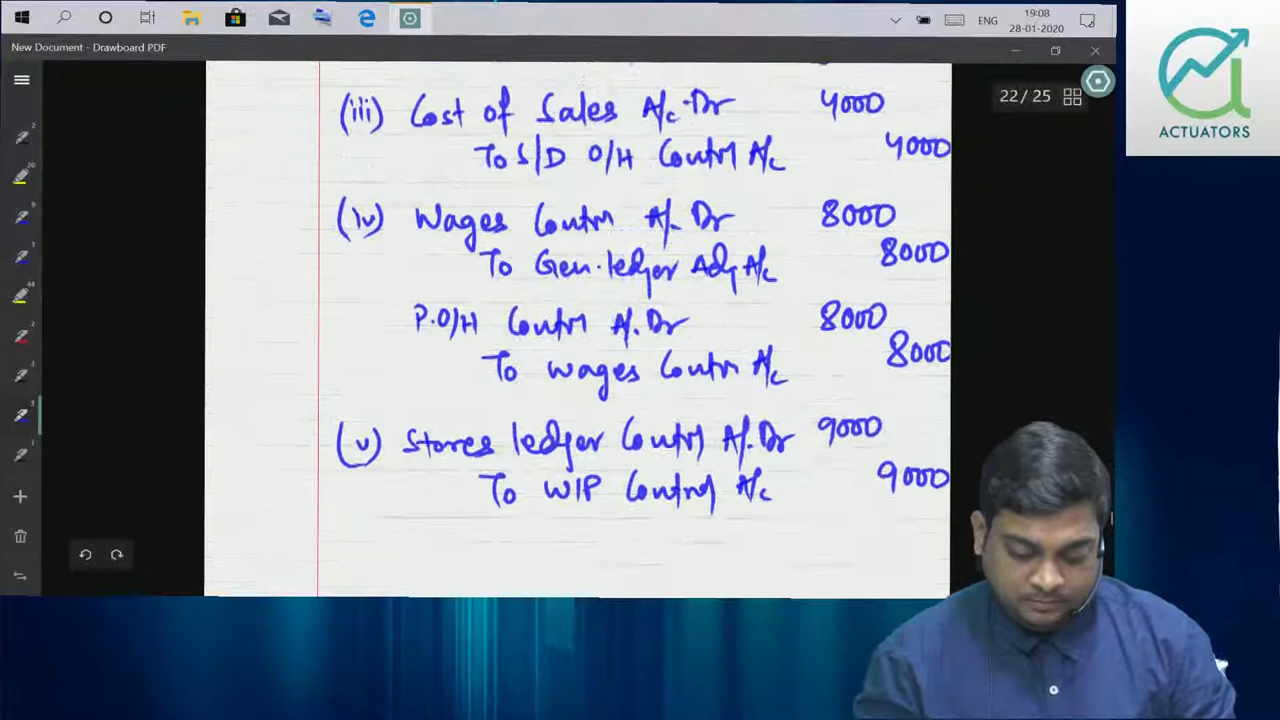 ENG
19:08
28-01-2020
New Document - Drawboard PDF
22 / 25
ACTUATORS
(iii) Cost of Sales A/c Dr 4000
To S/D O/H Control A/c 4000
(iv) Wages Control A/c Dr 8000
To Gen. ledger Adj A/c 8000
P.O/H Control A/c Dr 8000
To wages Control A/c 8000
(v) Stores ledger Control A/c Dr 9000
To WIP Control A/c 9000